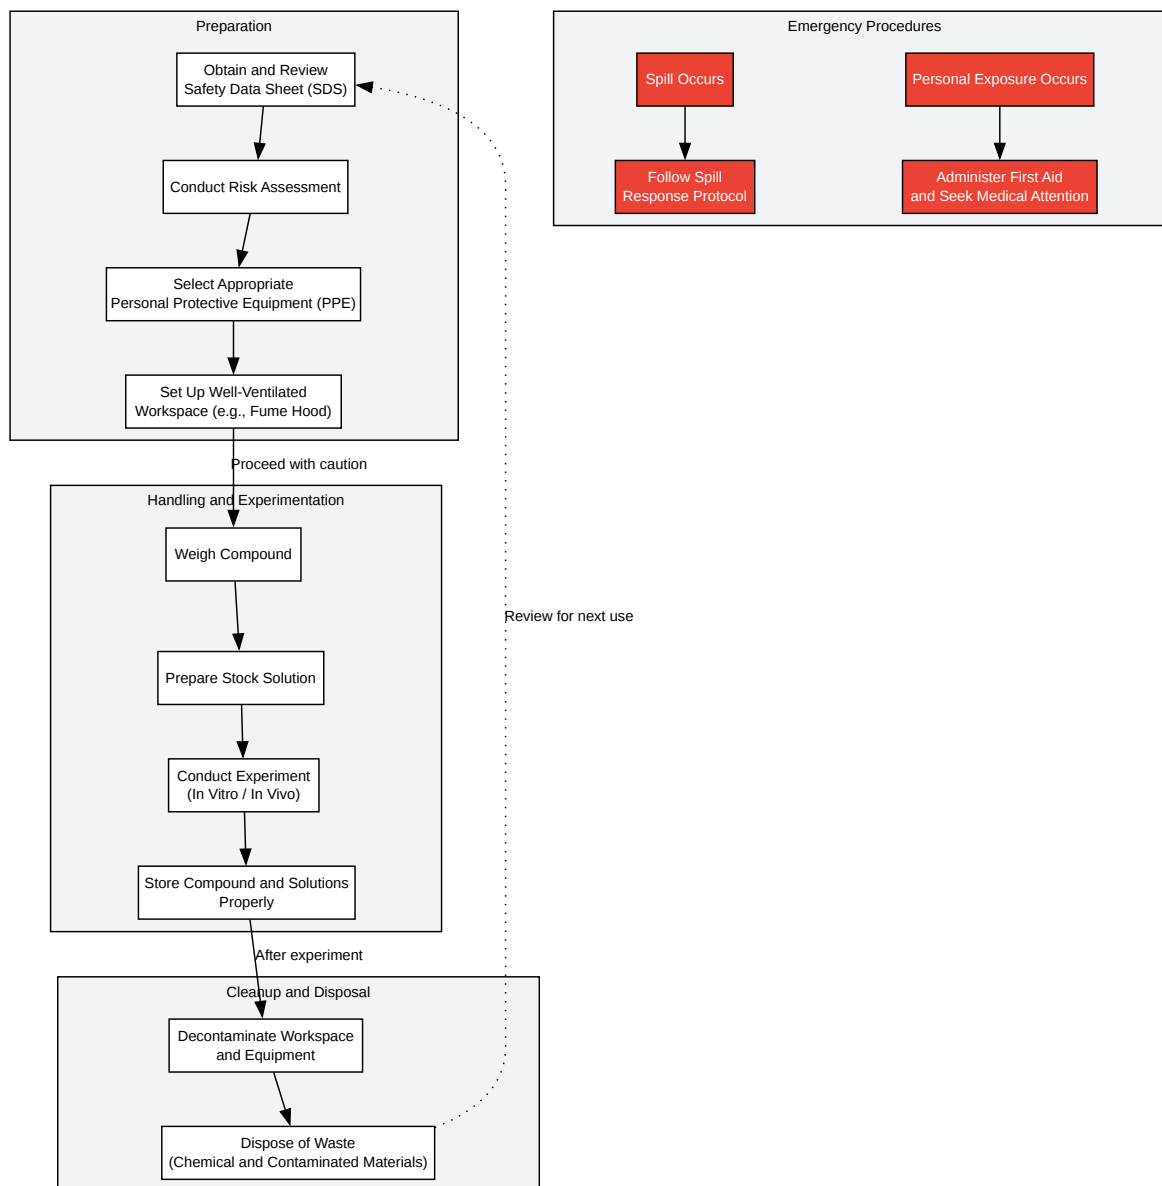 Preparation
Obtain and Review
Safety Data Sheet (SDS)
Conduct Risk Assessment
Select Appropriate
Personal Protective Equipment (PPE)
Set Up Well-Ventilated
Workspace (e.g., Fume Hood)
Proceed with caution
Handling and Experimentation
Weigh Compound
Prepare Stock Solution
Conduct Experiment
(In Vitro / In Vivo)
Store Compound and Solutions
Properly
After experiment
Cleanup and Disposal
Decontaminate Workspace
and Equipment
Dispose of Waste
(Chemical and Contaminated Materials)
Review for next use
Emergency Procedures
Spill Occurs
Follow Spill
Response Protocol
Personal Exposure Occurs
Administer First Aid
and Seek Medical Attention